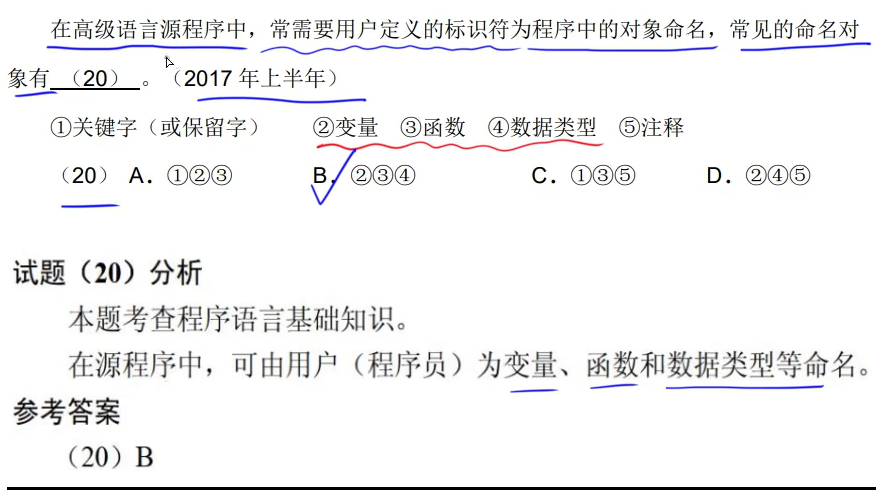 在高级语言源程序中，常需要用户定义的标识符为程序中的对象命名，常见的命名对
象有 （20） 。（2017 年上半年）
①关键字（或保留字） ②变量 ③函数 ④数据类型 ⑤注释
（20） A．①②③ B．②③④ C．①③⑤ D．②④⑤
试题（20）分析
本题考查程序语言基础知识。
在源程序中，可由用户（程序员）为变量、函数和数据类型等命名。
参考答案
（20）B